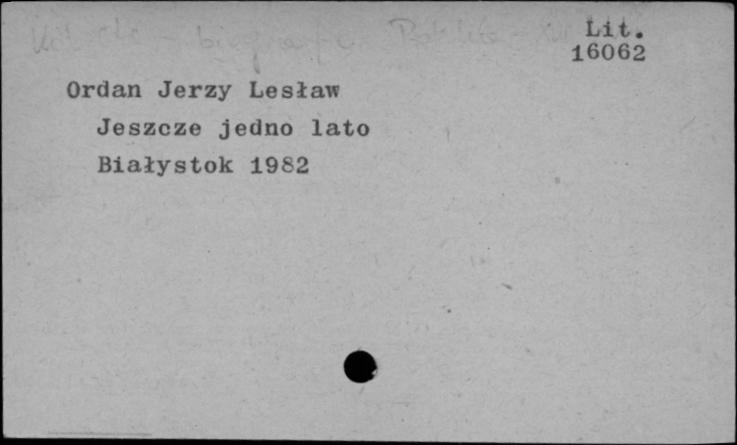 Lit.
16062
Ordan Jerzy Lesław
Jeszcze jedno lato
Białystok 1982